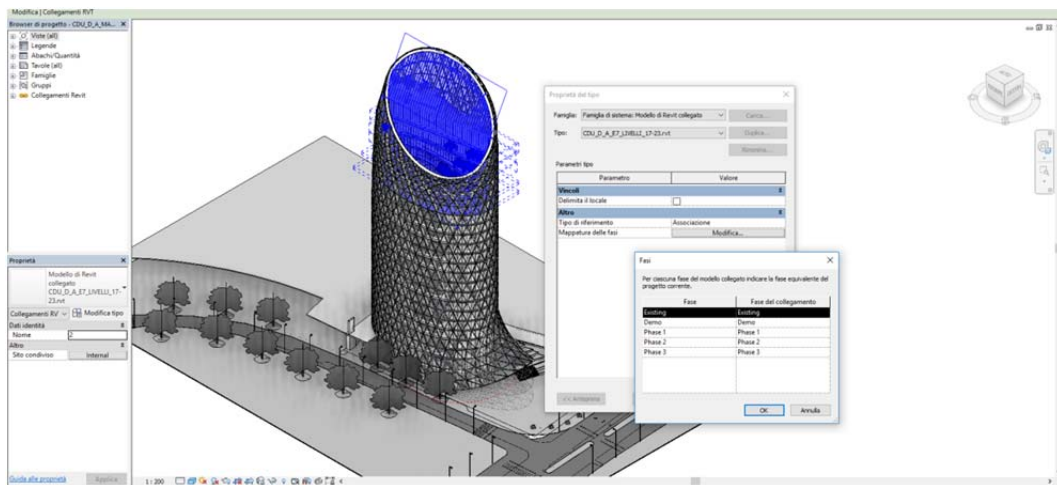 Modifica | Collegamenti RVT
Browser di progetto - CDU_D_A_MA...
Viste (all)
Legende
Abachi/Quantità
Tavole (all)
Famiglie
Gruppi
Collegamenti Revit
Proprietà
Modello di Revit
collegato
CDU_D_A_E7_LIVELLI_17-
23.rvt
Collegamenti RV Modifica tipo
Dati identità
Nome 2
Altro
Sito condiviso Internal
Guida alle proprietà Applica
1 : 200
Proprietà del tipo
Famiglia: Famiglia di sistema: Modello di Revit collegato Carica...
Tipo: CDU_D_A_E7_LIVELLI_17-23.rvt Duplica...
Rinomina...
Parametri tipo
Parametro Valore
Vincoli
Delimita il locale
Altro
Tipo di riferimento Associazione
Mappatura delle fasi Modifica...
<< Anteprima
Fasi
Per ciascuna fase del modello collegato indicare la fase equivalente del
progetto corrente.
Fase Fase del collegamento
Existing Existing
Demo Demo
Phase 1 Phase 1
Phase 2 Phase 2
Phase 3 Phase 3
OK Annulla